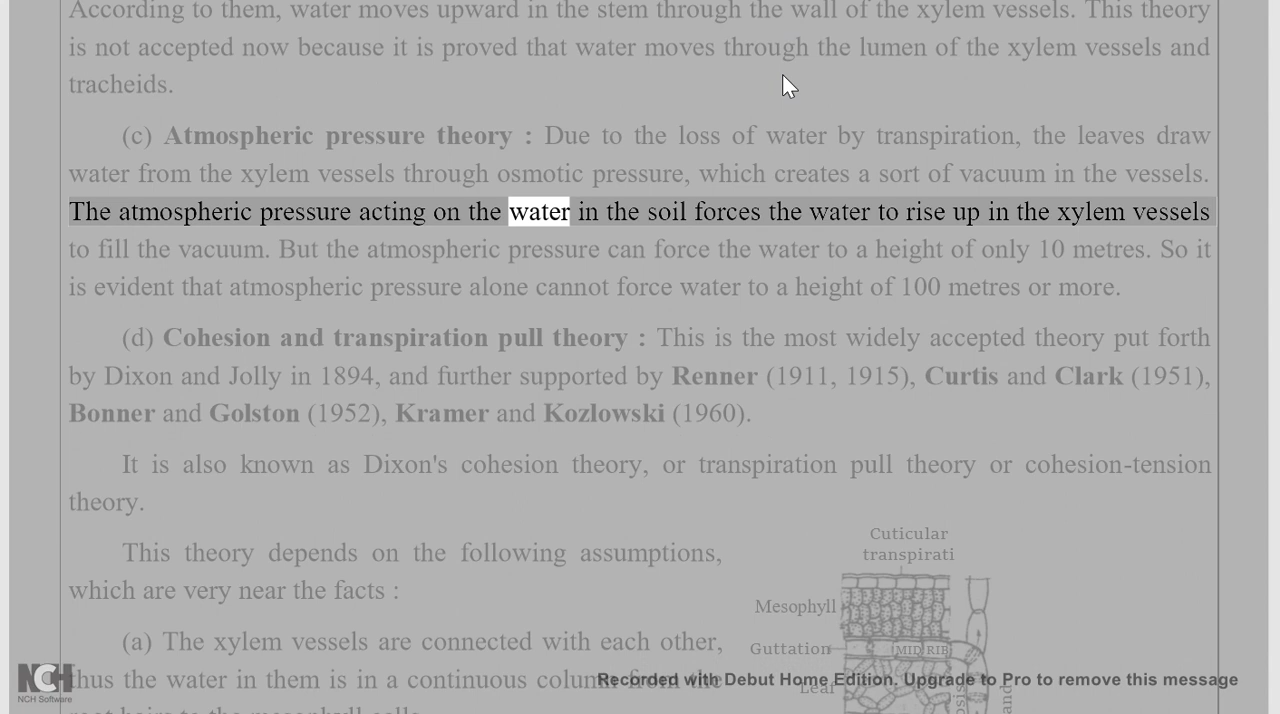 According to them, water moves upward in the stem through the wall of the xylem vessels. This theory
is not accepted now because it is proved that water moves through the lumen of the xylem vessels and
tracheids.
(c) Atmospheric pressure theory : Due to the loss of water by transpiration, the leaves draw
water from the xylem vessels through osmotic pressure, which creates a sort of vacuum in the vessels.
The atmospheric pressure acting on the water in the soil forces the water to rise up in the xylem vessels
to fill the vacuum. But the atmospheric pressure can force the water to a height of only 10 metres. So it
is evident that atmospheric pressure alone cannot force water to a height of 100 metres or more.
(d) Cohesion and transpiration pull theory : This is the most widely accepted theory put forth
by Dixon and Jolly in 1894, and further supported by Renner (1911, 1915), Curtis and Clark (1951),
Bonner and Golston (1952), Kramer and Kozlowski (1960).
It is also known as Dixon's cohesion theory, or transpiration pull theory or cohesion-tension
theory.
This theory depends on the following assumptions,
which are very near the facts :
(a) The xylem vessels are connected with each other,
thus the water in them is in a continuous column from the
root hairs to the mesophyll cells.
Cuticular
transpirati
Mesophyll
Guttation
MID RIB
Leaf
NCH
NCH Software
Recorded with Debut Home Edition. Upgrade to Pro to remove this message